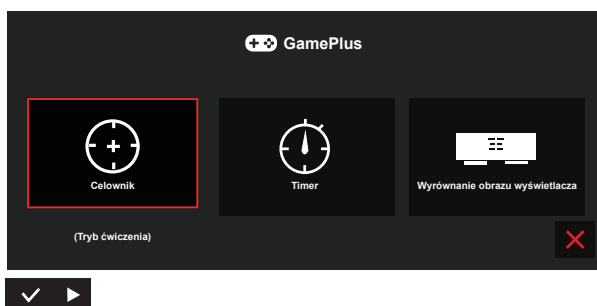 GamePlus
Celownik
Timer
Wyrównanie obrazu wyświetlacza
(Tryb ćwiczenia)